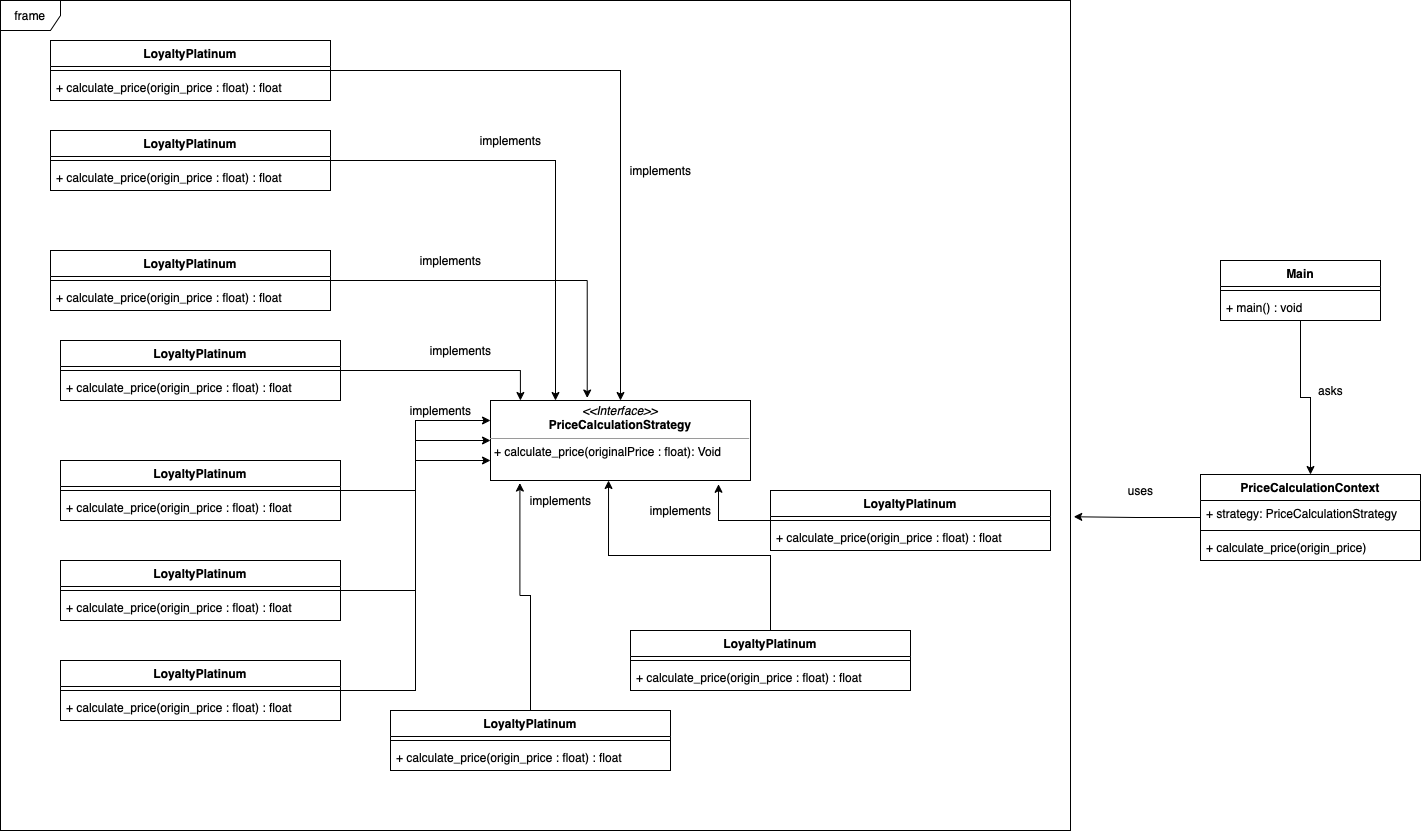 frame
LoyaltyPlatinum
+ calculate_price(origin_price : float) : float
LoyaltyPlatinum
+ calculate_price(origin_price : float) : float
implements
implements
LoyaltyPlatinum
+ calculate_price(origin_price : float) : float
implements
LoyaltyPlatinum
+ calculate_price(origin_price : float) : float
implements
implements
<<Interface>>
PriceCalculationStrategy
+ calculate_price(originalPrice : float): Void
LoyaltyPlatinum
+ calculate_price(origin_price : float) : float
implements
implements
LoyaltyPlatinum
+ calculate_price(origin_price : float) : float
LoyaltyPlatinum
+ calculate_price(origin_price : float) : float
LoyaltyPlatinum
+ calculate_price(origin_price : float) : float
LoyaltyPlatinum
+ calculate_price(origin_price : float) : float
LoyaltyPlatinum
+ calculate_price(origin_price : float) : float
Main
+ main() : void
asks
uses
PriceCalculationContext
+ strategy: PriceCalculationStrategy
+ calculate_price(origin_price)